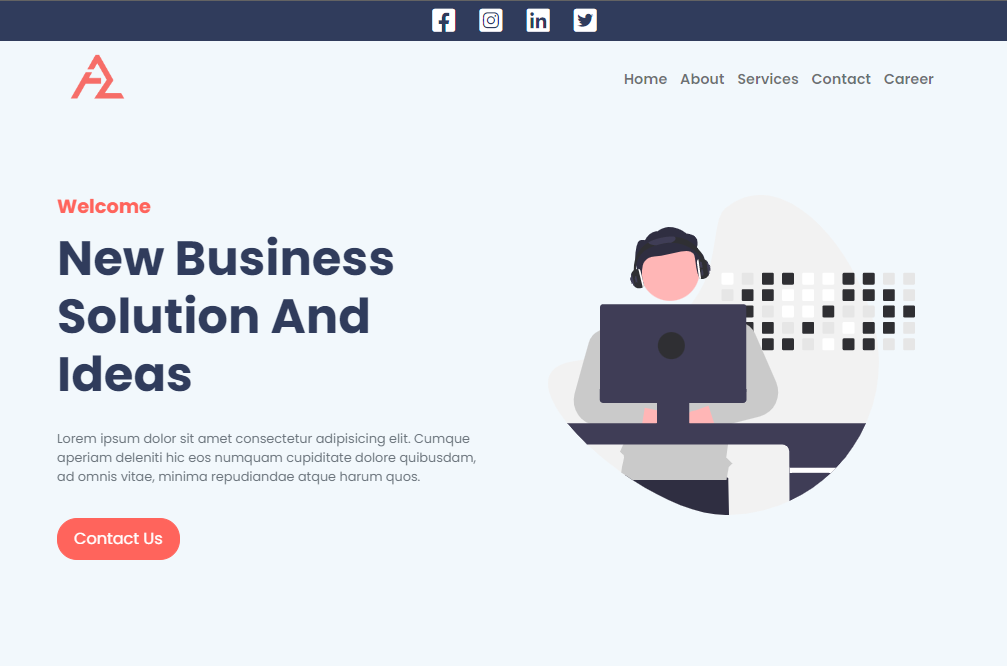 Home About Services Contact Career
Welcome
New Business
Solution And
Ideas
Lorem ipsum dolor sit amet consectetur adipisicing elit. Cumque
aperiam deleniti hic eos numquam cupiditate dolore quibusdam,
ad omnis vitae, minima repudiandae atque harum quos.
Contact Us